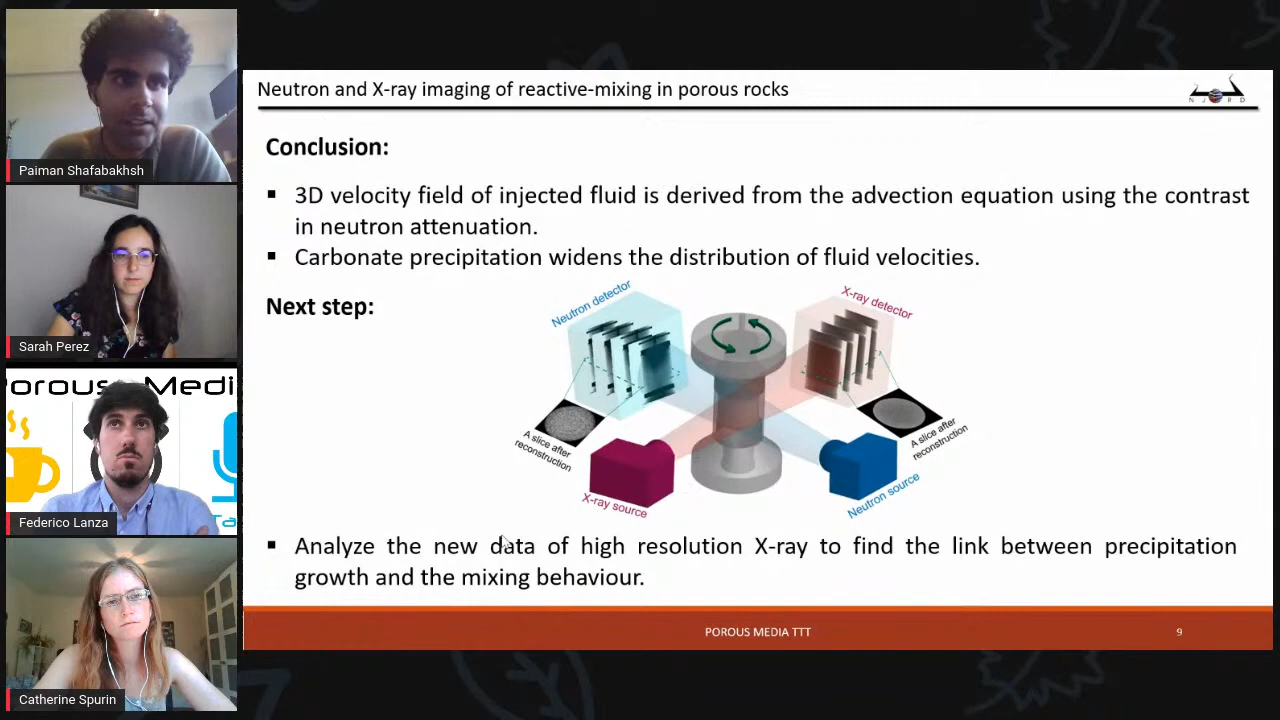 Paiman Shafabakhsh
Sarah Perez
Porous Medi
Ta
Federico Lanza
Catherine Spurin
Neutron and X-ray imaging of reactive-mixing in porous rocks
NJORD
Conclusion:
▪ 3D velocity field of injected fluid is derived from the advection equation using the contrast
in neutron attenuation.
▪ Carbonate precipitation widens the distribution of fluid velocities.
Next step:
Neutron detector
X-ray detector
A slice after
reconstruction
A slice after
reconstruction
X-ray source
Neutron source
▪ Analyze the new data of high resolution X-ray to find the link between precipitation
growth and the mixing behaviour.
POROUS MEDIA TTT
9